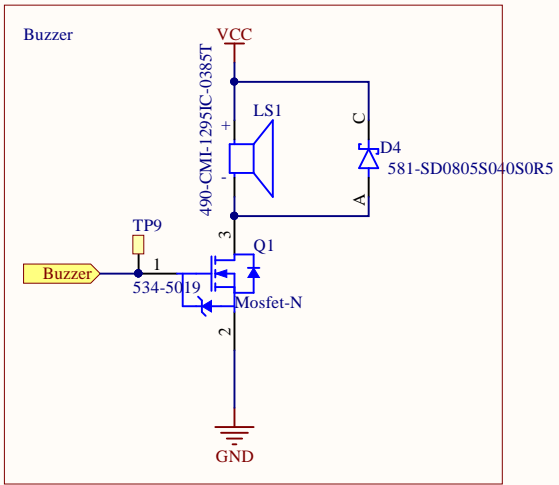 Buzzer
VCC
490-CMI-1295IC-0385T
LS1
+
-
C
D4
581-SD0805S040S0R5
A
TP9
3
Q1
Buzzer
1
534-5019
Mosfet-N
2
GND